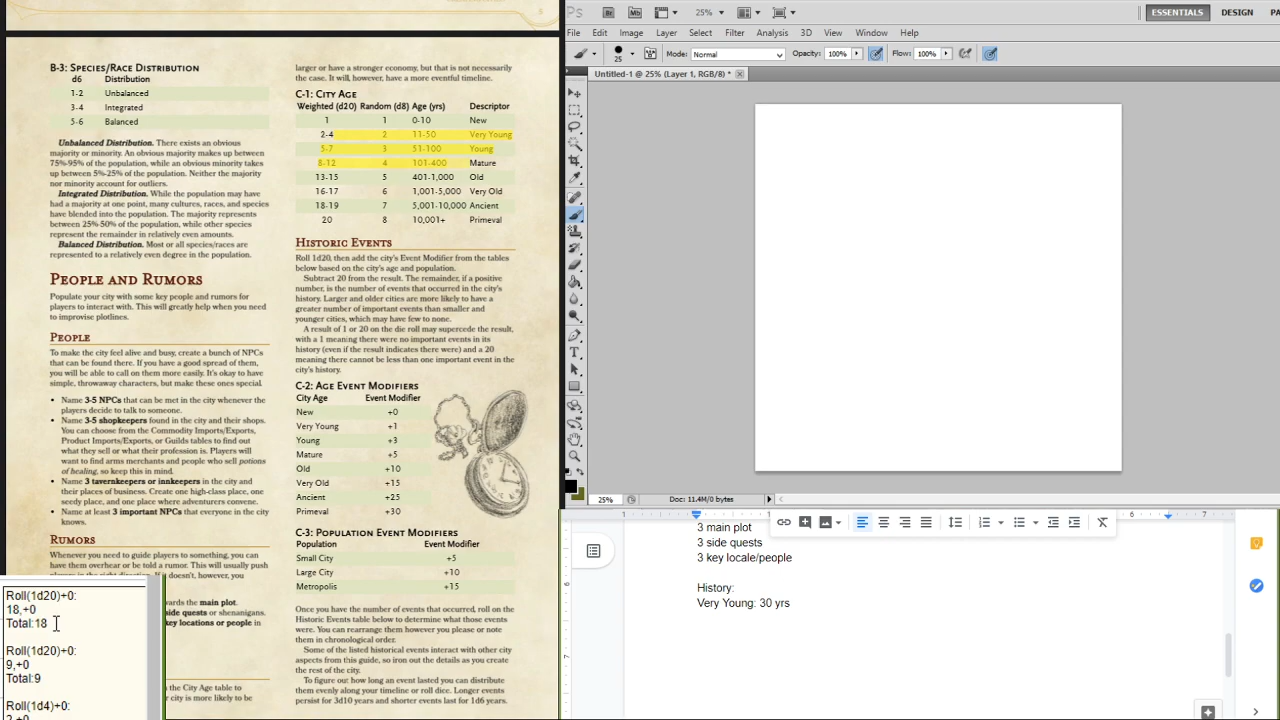 B-3: Species/Race Distribution
d6 Distribution
1-2 Unbalanced
3-4 Integrated
5-6 Balanced
Unbalanced Distribution. There exists an obvious
majority or minority. An obvious majority makes up between
75%-95% of the population, while an obvious minority takes
up between 5%-25% of the population. Neither the majority
nor minority account for outliers.
Integrated Distribution. While the population may have
had a majority at one point, many cultures, races, and species
have blended into the population. The majority represents
between 25%-50% of the population, while other species
represent the remainder in relatively even amounts.
Balanced Distribution. Most or all species/races are
represented to a relatively even degree in the population.
People and Rumors
Populate your city with some key people and rumors for
players to interact with. This will greatly help when you need
to improvise plotlines.
People
To make the city feel alive and busy, create a bunch of NPCs
that can be found there. If you have a good spread of them,
you will be able to call on them more easily. It's okay to have
simple, throwaway characters, but make these ones special.
• Name 3-5 NPCs that can be met in the city whenever the
players decide to talk to someone.
• Name 3-5 shopkeepers found in the city and their shops.
You can choose from the Commodity Imports/Exports,
Product Imports/Exports, or Guilds tables to find out
what they sell or what their profession is. Players will
want to find arms merchants and people who sell potions
of healing, so keep this in mind.
• Name 3 tavernkeepers or innkeepers in the city and
their places of business. Create one high-class place, one
seedy place, and one place where adventurers convene.
• Name at least 3 important NPCs that everyone in the city
knows.
Rumors
Whenever you need to guide players to something, you can
have them overhear or be told a rumor. This will usually push
doesn't, however, you
wards the main plot.
side quests or shenanigans.
key locations or people in
n the City Age table to
city is more likely to be
larger or have a stronger economy, but that is not necessarily
the case. It will, however, have a more eventful timeline.
C-1: City Age
Weighted (d20) Random (d8) Age (yrs) Descriptor
1 1 0-10 New
2-4 2 11-50 Very Young
5-7 3 51-100 Young
8-12 4 101-400 Mature
13-15 5 401-1,000 Old
16-17 6 1,001-5,000 Very Old
18-19 7 5,001-10,000 Ancient
20 8 10,001+ Primeval
Historic Events
Roll 1d20, then add the city's Event Modifier from the tables
below based on the city's age and population.
Subtract 20 from the result. The remainder, if a positive
number, is the number of events that occurred in the city's
history. Larger and older cities are more likely to have a
greater number of important events than smaller and
younger cities, which may have few to none.
A result of 1 or 20 on the die roll may supercede the result,
with a 1 meaning there were no important events in its
history (even if the result indicates there were) and a 20
meaning there cannot be less than one important event in the
city's history.
C-2: Age Event Modifiers
City Age Event Modifier
New +0
Very Young +1
Young +3
Mature +5
Old +10
Very Old +15
Ancient +25
Primeval +30
C-3: Population Event Modifiers
Population Event Modifier
Small City +5
Large City +10
Metropolis +15
Once you have the number of events that occurred, roll on the
Historic Events table below to determine what those events
were. You can rearrange them however you please or note
them in chronological order.
Some of the listed historical events interact with other city
aspects from this guide, so iron out the details as you create
the rest of the city.
To figure out how long an event lasted you can distribute
them evenly along your timeline or roll dice. Longer events
persist for 3d10 years and shorter events last for 1d6 years.
Roll(1d20)+0:
18,+0
Total:18
Roll(1d20)+0:
9,+0
Total:9
Roll(1d4)+0:
Ps Br Mb 25% ESSENTIALS DESIGN
File Edit Image Layer Select Filter Analysis 3D View Window Help
25 Mode: Normal Opacity: 100% Flow: 100%
Untitled-1 @ 25% (Layer 1, RGB/8) *
25% Doc: 11.4M/0 bytes
1 6 7
3 main plot
3 side quests
3 key locale/people
History:
Very Young: 30 yrs
6
7